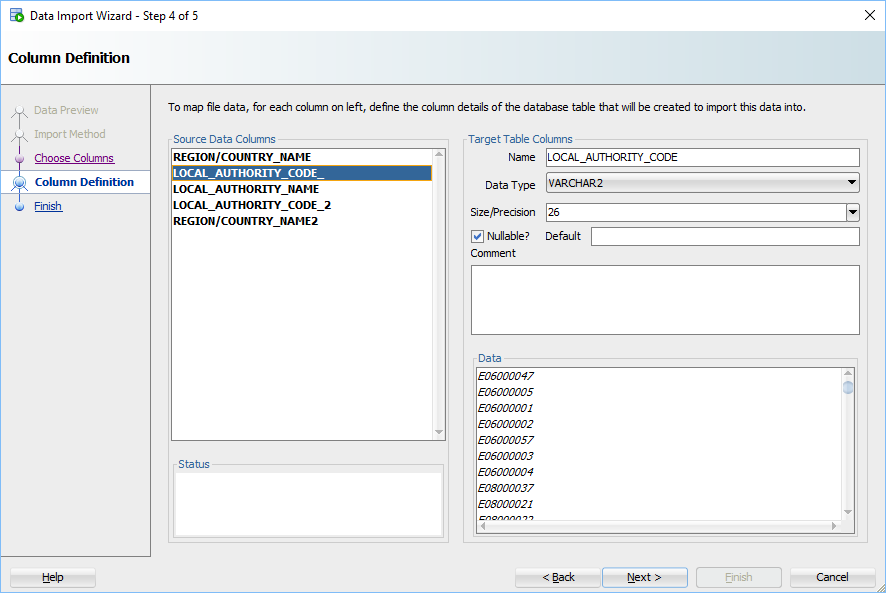 Data Import Wizard - Step 4 of 5
Column Definition
Data Preview
Import Method
Choose Columns
Column Definition
Finish
To map file data, for each column on left, define the column details of the database table that will be created to import this data into.
Source Data Columns
REGION/COUNTRY_NAME
LOCAL_AUTHORITY_CODE_
LOCAL_AUTHORITY_NAME
LOCAL_AUTHORITY_CODE_2
REGION/COUNTRY_NAME2
Status
Target Table Columns
Name LOCAL_AUTHORITY_CODE
Data Type VARCHAR2
Size/Precision 26
Nullable? Default
Comment
Data
E06000047
E06000005
E06000001
E06000002
E06000057
E06000003
E06000004
E08000037
E08000021
E08000022
Help
< Back
Next >
Finish
Cancel